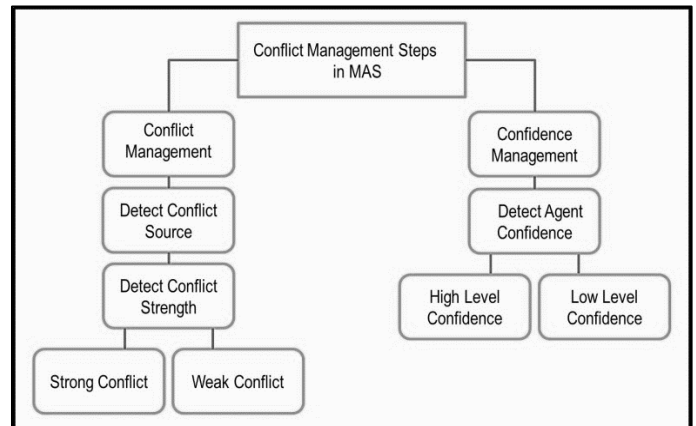 Conflict Management Steps
in MAS
Conflict
Management
Detect Conflict
Source
Detect Conflict
Strength
Strong Conflict
Weak Conflict
Confidence
Management
Detect Agent
Confidence
High Level
Confidence
Low Level
Confidence